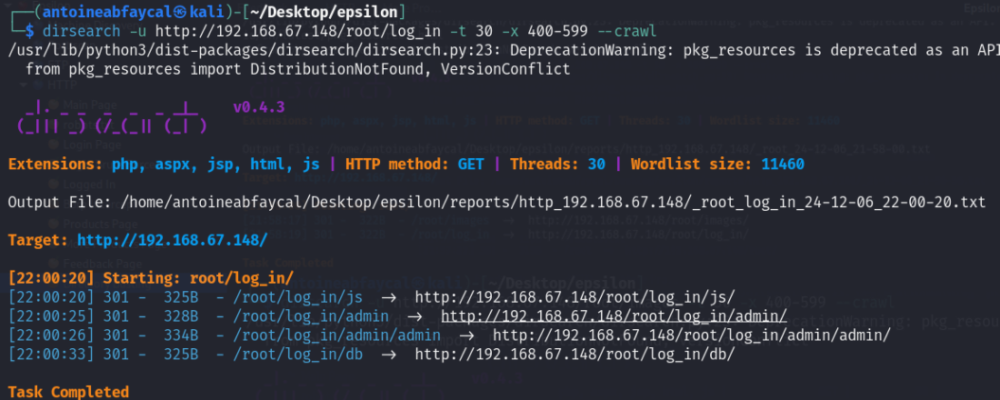 (antoineabfaycal㉿kali)-[~/Desktop/epsilon]
$ dirsearch -u http://192.168.67.148/root/log_in -t 30 -x 400-599 --crawl
/usr/lib/python3/dist-packages/dirsearch/dirsearch.py:23: DeprecationWarning: pkg_resources is deprecated as an API
from pkg_resources import DistributionNotFound, VersionConflict
v0.4.3
Extensions: php, aspx, jsp, html, js | HTTP method: GET | Threads: 30 | Wordlist size: 11460
Output File: /home/antoineabfaycal/Desktop/epsilon/reports/http_192.168.67.148/_root_log_in_24-12-06_22-00-20.txt
Target: http://192.168.67.148/
[22:00:20] Starting: root/log_in/
[22:00:20] 301 - 325B - /root/log_in/js → http://192.168.67.148/root/log_in/js/
[22:00:25] 301 - 328B - /root/log_in/admin → http://192.168.67.148/root/log_in/admin/
[22:00:26] 301 - 334B - /root/log_in/admin/admin → http://192.168.67.148/root/log_in/admin/admin/
[22:00:33] 301 - 325B - /root/log_in/db → http://192.168.67.148/root/log_in/db/
Task Completed